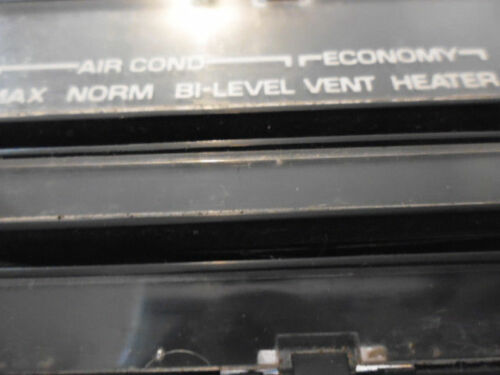 AIR COND ECONOMY
MAX NORM BI-LEVEL VENT HEATER